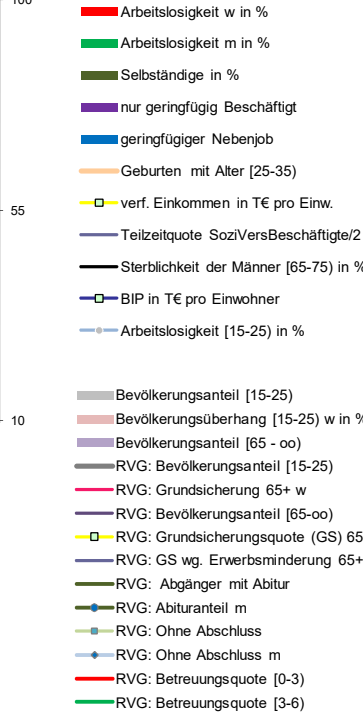 100
Arbeitslosigkeit w in %
Arbeitslosigkeit m in %
Selbständige in %
nur geringfügig Beschäftigt
geringfügiger Nebenjob
Geburten mit Alter [25-35)
55
verf. Einkommen in T€ pro Einw.
Teilzeitquote SoziVersBeschäftigte/2
Sterblichkeit der Männer [65-75) in %
BIP in T€ pro Einwohner
Arbeitslosigkeit [15-25) in %
Bevölkerungsanteil [15-25)
10
Bevölkerungsüberhang [15-25) w in %
Bevölkerungsanteil [65 - oo)
RVG: Bevölkerungsanteil [15-25)
RVG: Grundsicherung 65+ w
RVG: Bevölkerungsanteil [65-oo)
RVG: Grundsicherungsquote (GS) 65
RVG: GS wg. Erwerbsminderung 65+
RVG: Abgänger mit Abitur
RVG: Abituranteil m
RVG: Ohne Abschluss
RVG: Ohne Abschluss m
RVG: Betreuungsquote [0-3)
RVG: Betreuungsquote [3-6)